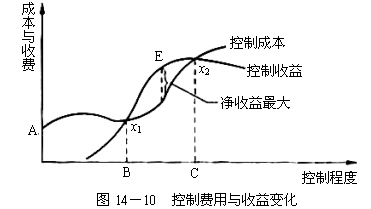 成本与收费
控制成本
E
x₂
控制收益
净收益最大
A
x₁
B
C
控制程度
图 14－10 控制费用与收益变化